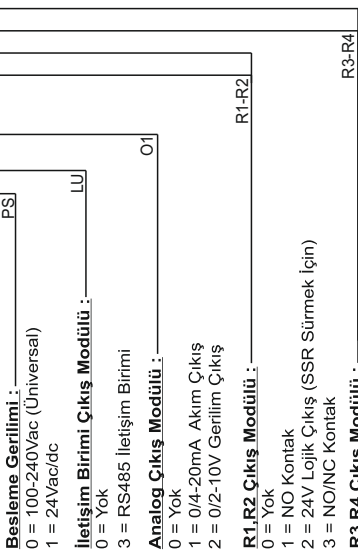 PS
Besleme Gerilimi :
0 = 100-240Vac (Üniversal)
1 = 24Vac/dc
LU
İletişim Birimi Çıkış Modülü :
0 = Yok
3 = RS485 İletişim Birimi
O1
Analog Çıkış Modülü :
0 = Yok
1 = 0/4-20mA Akım Çıkış
2 = 0/2-10V Gerilim Çıkış
R1-R2
R1,R2 Çıkış Modülü :
0 = Yok
1 = NO Kontak
2 = 24V Lojik Çıkış (SSR Sürmek İçin)
3 = NO/NC Kontak
R3-R4
R3,R4 Çıkış Modülü :